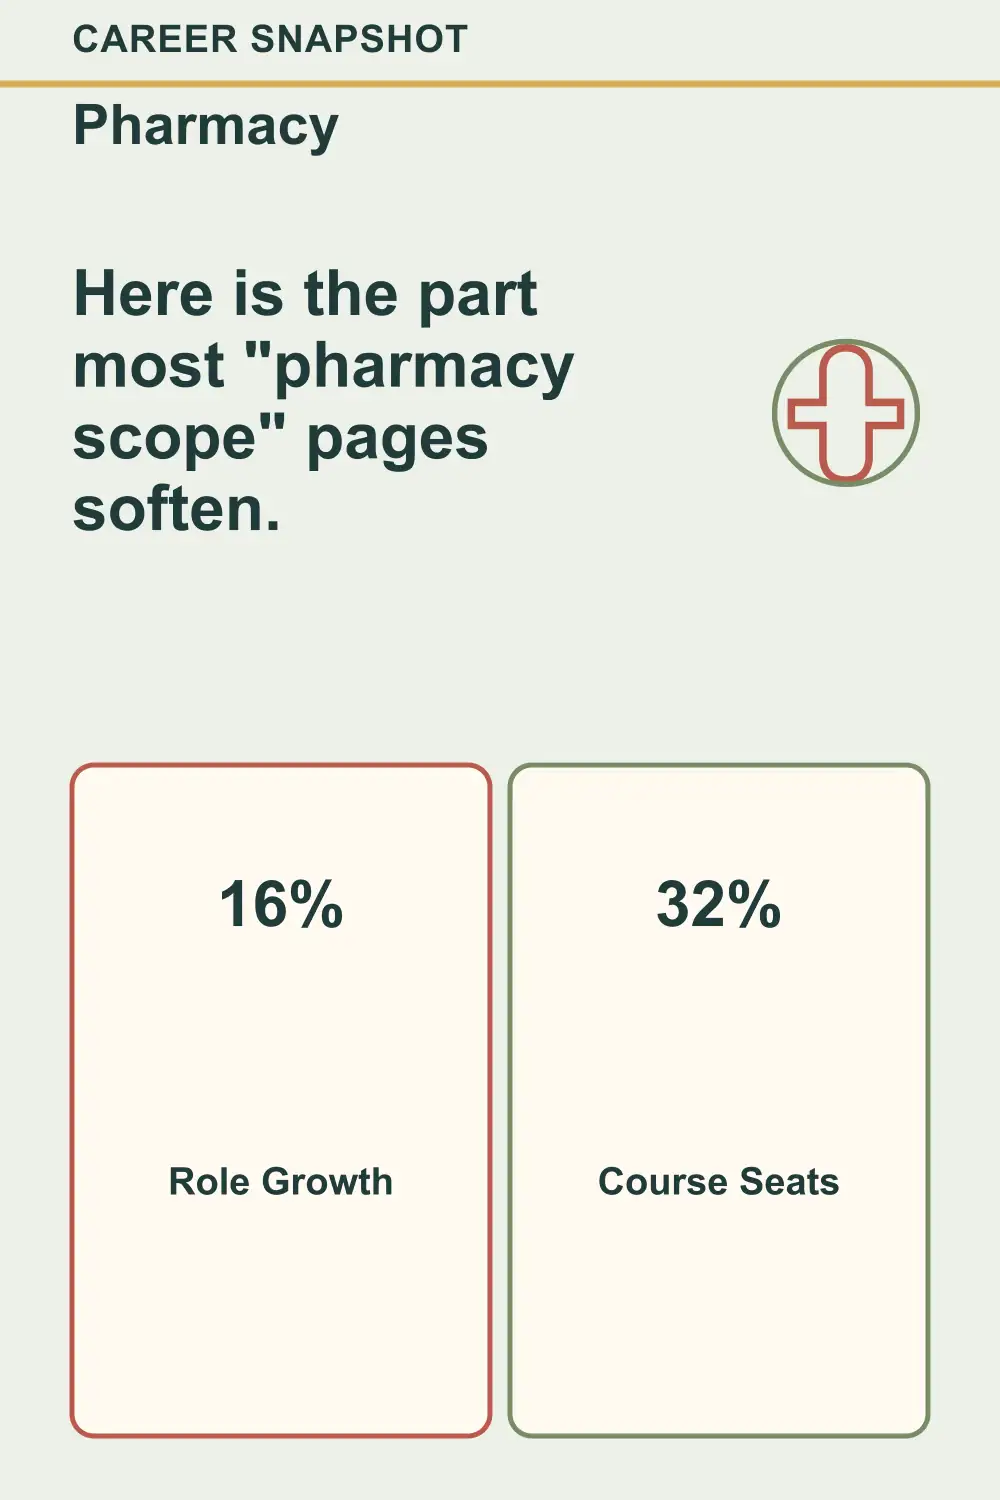 CAREER SNAPSHOT
Pharmacy
Here is the part
most "pharmacy
scope" pages
soften.
16%
32%
Role Growth
Course Seats